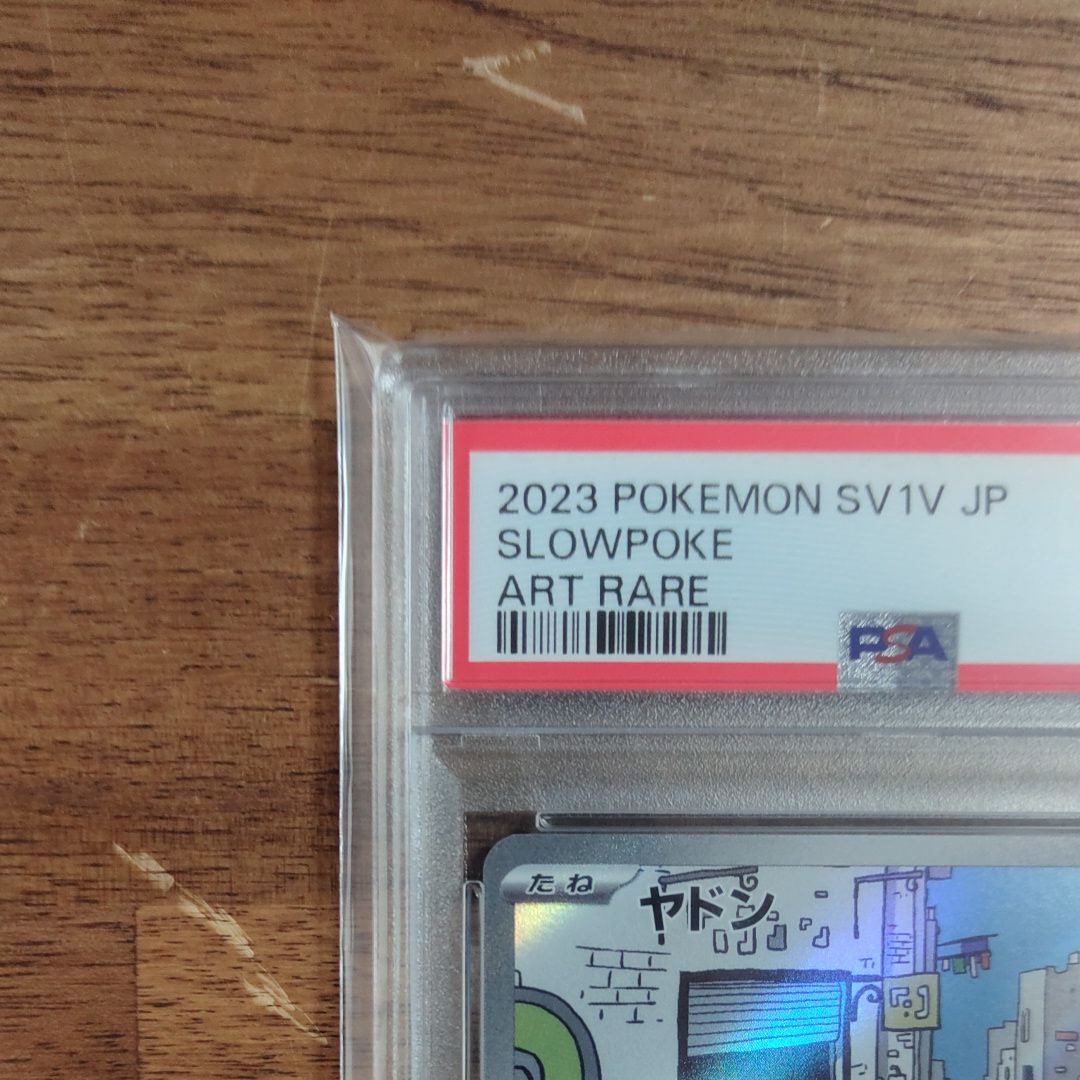 2023 POKEMON SV1V JP
SLOWPOKE
ART RARE
PSA
たね
ヤドン